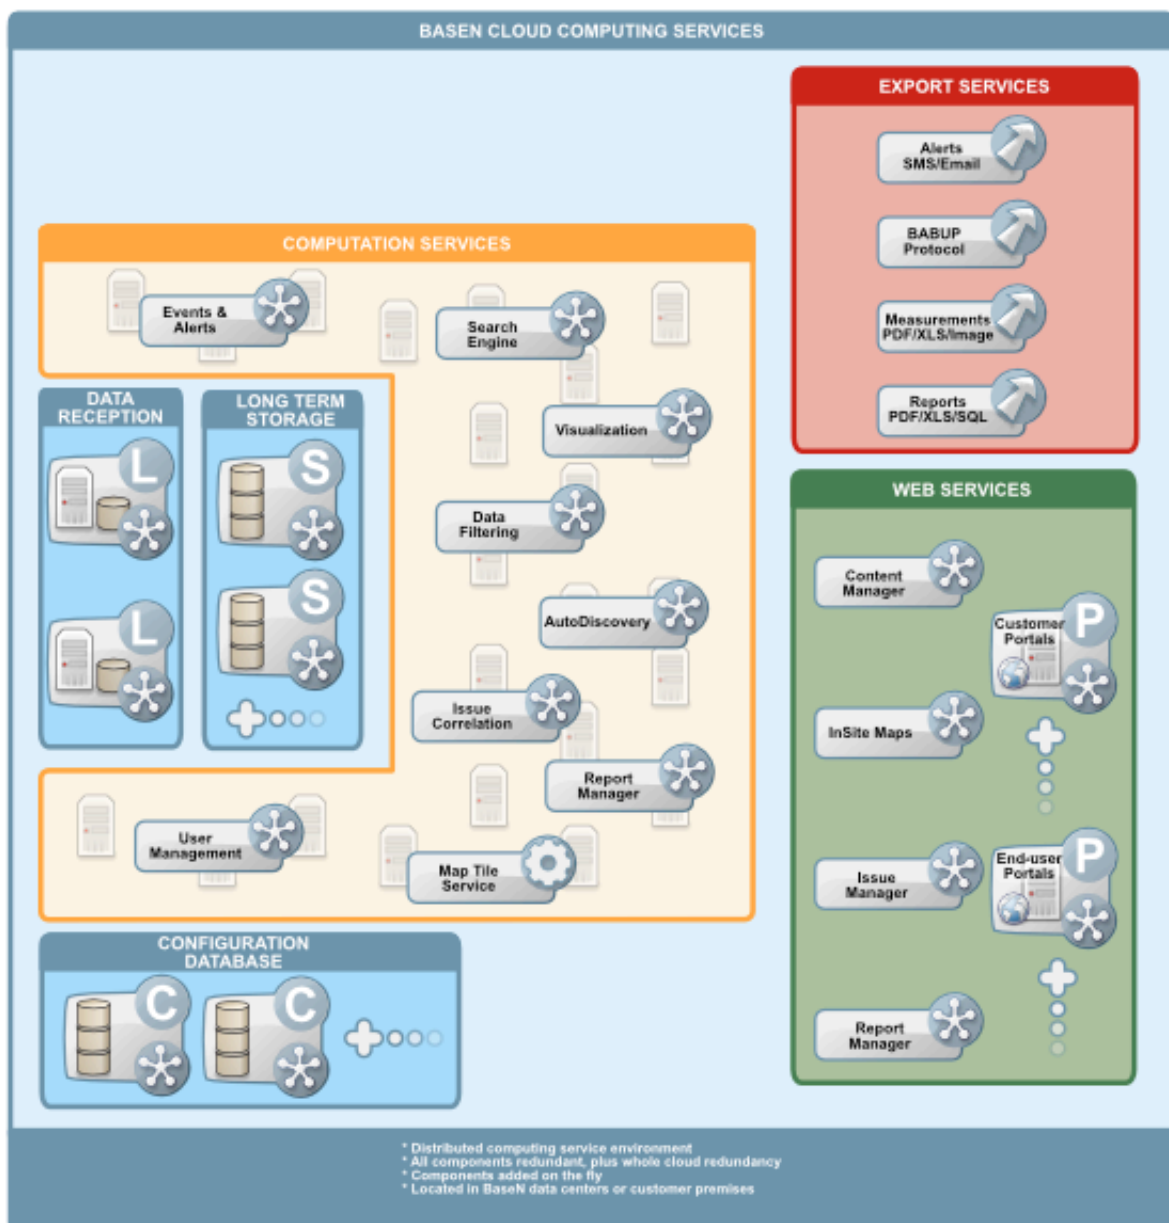 BASEN CLOUD COMPUTING SERVICES
EXPORT SERVICES
Alerts
SMS/Email
BABUP
Protocol
Measurements
PDF/XLS/Image
Reports
PDF/XLS/SQL
COMPUTATION SERVICES
Events &
Alerts
Search
Engine
Visualization
Data
Filtering
AutoDiscovery
Issue
Correlation
Report
Manager
User
Management
Map Tile
Service
DATA
RECEPTION
L
L
LONG TERM
STORAGE
S
S
WEB SERVICES
Content
Manager
Customer
Portals
P
InSite Maps
Issue
Manager
End-user
Portals
P
Report
Manager
CONFIGURATION
DATABASE
C
C
* Distributed computing service environment
* All components redundant, plus whole cloud redundancy
* Components added on the fly
* Located in BaseN data centers or customer premises